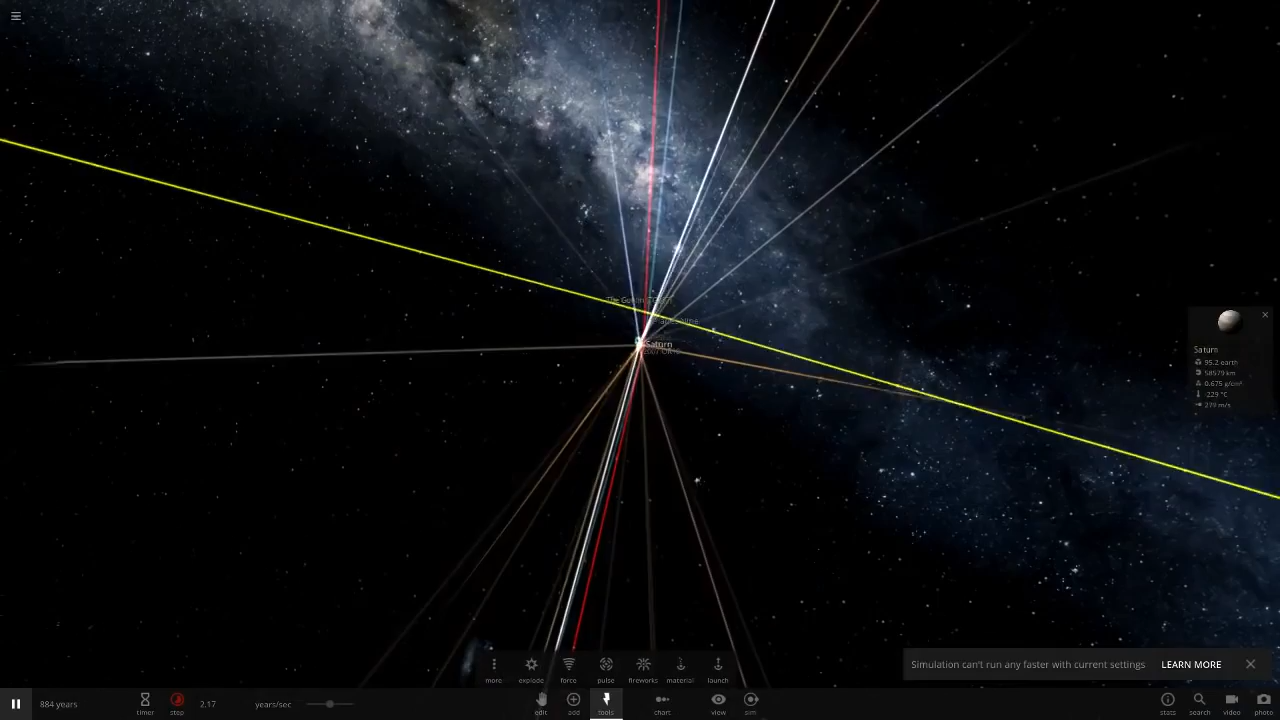 Saturn
Saturn
95.2 earth
58579 km
0.675 g/cm³
-229 °C
279 m/s
more
explode
force
pulse
fireworks
material
launch
Simulation can't run any faster with current settings
LEARN MORE
884 years
timer
step
2.17
years/sec
edit
add
tools
chart
view
sim
stats
search
video
photo